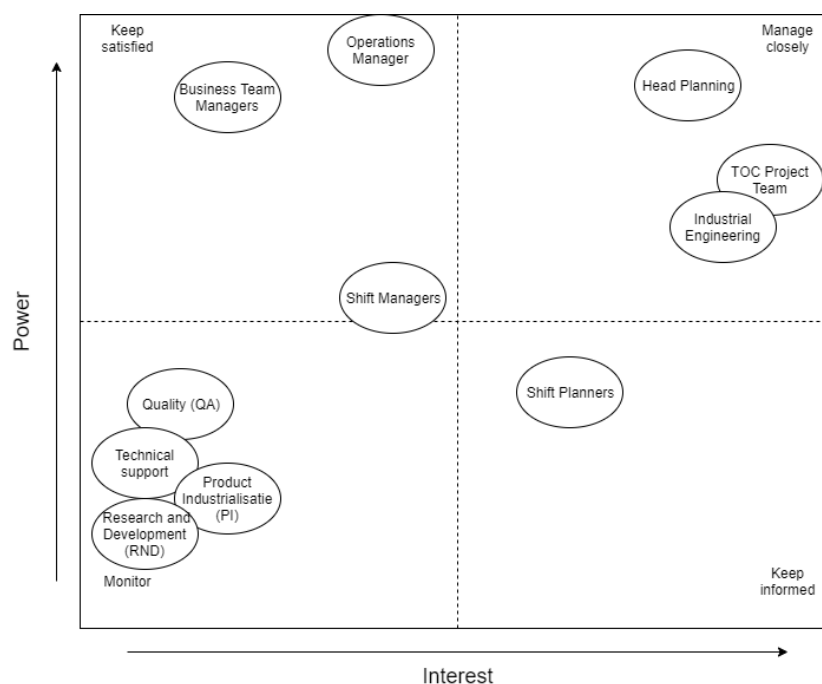 Keep
satisfied
Operations
Manager
Manage
closely
Business Team
Managers
Head Planning
TOC Project
Team
Industrial
Engineering
Shift Managers
Power
Shift Planners
Quality (QA)
Technical
support
Product
Industrialisatie
(PI)
Research and
Development
(RND)
Monitor
Keep
informed
Interest